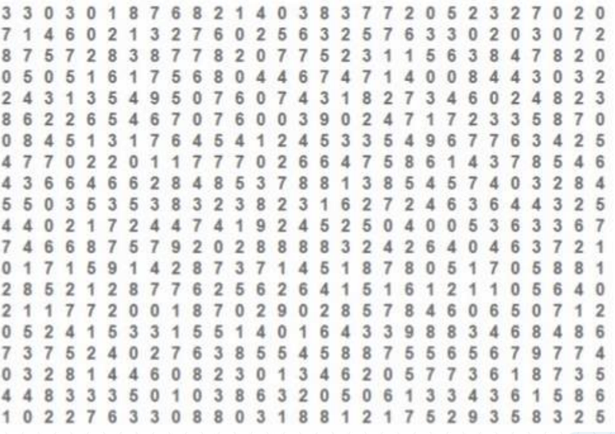 3 3 0 3 0 1 8 7 6 8 2 1 4 0 3 8 3 7 7 2 0 5 2 3 2 7 0 2 0
7 1 4 6 0 2 1 3 2 7 6 0 2 5 6 3 2 5 7 6 3 3 0 2 0 3 0 7 2
8 7 5 7 2 8 3 8 7 7 8 2 0 7 7 5 2 3 1 1 5 6 3 8 4 7 8 2 0
0 5 0 5 1 6 1 7 5 6 8 0 4 4 6 7 4 7 1 4 0 0 8 4 4 3 0 3 2
2 4 3 1 3 5 4 9 5 0 7 6 0 7 4 3 1 8 2 7 3 4 6 0 2 4 8 2 3
8 6 2 2 6 5 4 6 7 0 7 6 0 0 3 9 0 2 4 7 1 7 2 3 3 5 8 7 0
0 8 4 5 1 3 1 7 6 4 5 4 1 2 4 5 3 3 5 4 9 6 7 7 6 3 4 2 5
4 7 7 0 2 2 0 1 1 7 7 7 0 2 6 6 4 7 5 8 6 1 4 3 7 8 5 4 6
4 3 6 6 4 6 6 2 8 4 8 5 3 7 8 8 1 3 8 5 4 5 7 4 0 3 2 8 4
5 5 0 3 5 3 5 3 8 3 2 3 8 2 3 1 6 2 7 2 4 6 3 6 4 4 3 2 5
4 4 0 2 1 7 2 4 4 7 4 1 9 2 4 5 2 5 0 4 0 0 5 3 6 3 3 6 7
7 4 6 6 8 7 5 7 9 2 0 2 8 8 8 8 3 2 4 2 6 4 0 4 6 3 7 2 1
0 1 7 1 5 9 1 4 2 8 7 3 7 1 4 5 1 8 7 8 0 5 1 7 0 5 8 8 1
2 8 5 2 1 2 8 7 7 6 2 5 6 2 6 4 1 5 1 6 1 2 1 1 0 5 6 4 0
2 1 1 7 7 2 0 0 1 8 7 0 2 9 0 2 8 5 7 8 4 6 0 6 5 0 7 1 2
0 5 2 4 1 5 3 3 1 5 5 1 4 0 1 6 4 3 3 9 8 8 3 4 6 8 4 8 6
7 3 7 5 2 4 0 2 7 6 3 8 5 5 4 5 8 8 7 5 5 6 5 6 7 9 7 7 4
0 3 2 8 1 4 4 6 0 8 2 3 0 1 3 4 6 2 0 5 7 7 3 6 1 8 7 3 5
4 4 8 3 3 3 5 0 1 0 3 8 6 3 2 0 5 0 6 1 3 3 4 3 6 1 5 8 6
1 0 2 2 7 6 3 3 0 8 8 0 3 1 8 8 1 2 1 7 5 2 9 3 5 8 3 2 5